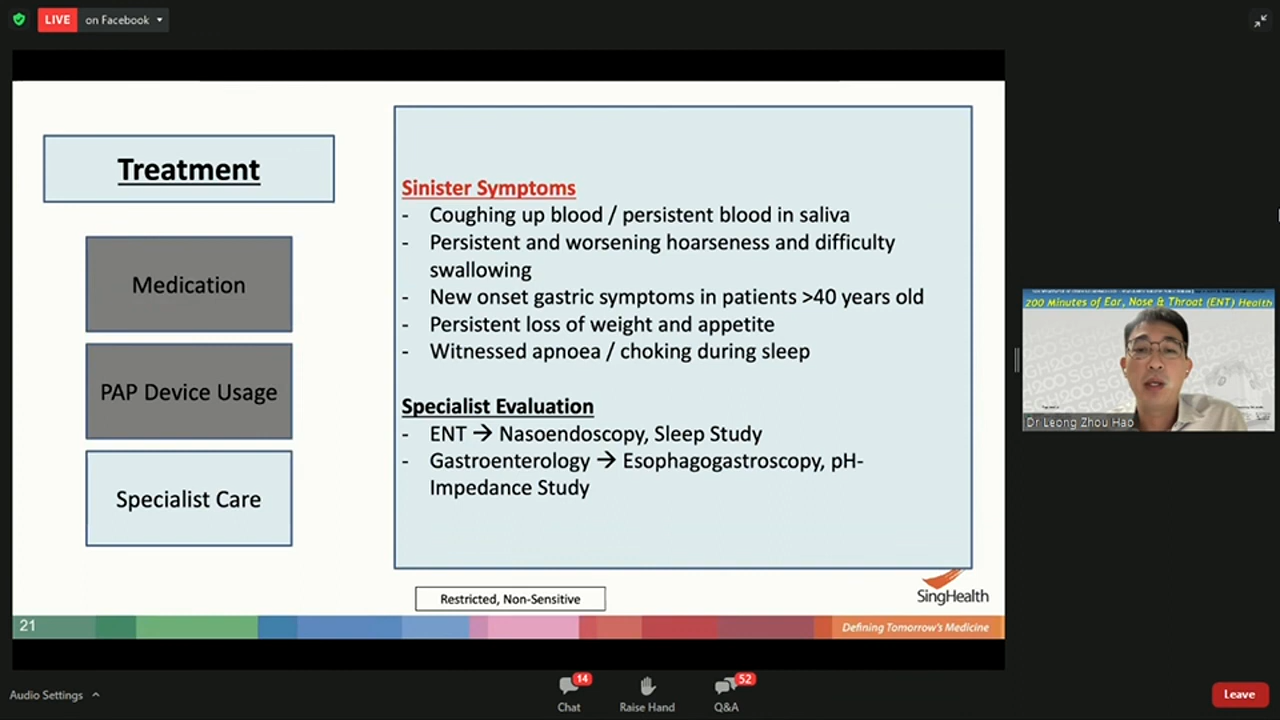 LIVE on Facebook
Treatment
Medication
PAP Device Usage
Specialist Care
Sinister Symptoms
- Coughing up blood / persistent blood in saliva
- Persistent and worsening hoarseness and difficulty
swallowing
- New onset gastric symptoms in patients >40 years old
- Persistent loss of weight and appetite
- Witnessed apnoea / choking during sleep
Specialist Evaluation
- ENT → Nasoendoscopy, Sleep Study
- Gastroenterology → Esophagogastroscopy, pH-
Impedance Study
Restricted, Non-Sensitive
SingHealth
21
Defining Tomorrow's Medicine
200 Minutes of Ear, Nose & Throat (ENT) Health
Dr Leong Zhou Hao
Audio Settings
14
Chat
Raise Hand
52
Q&A
Leave